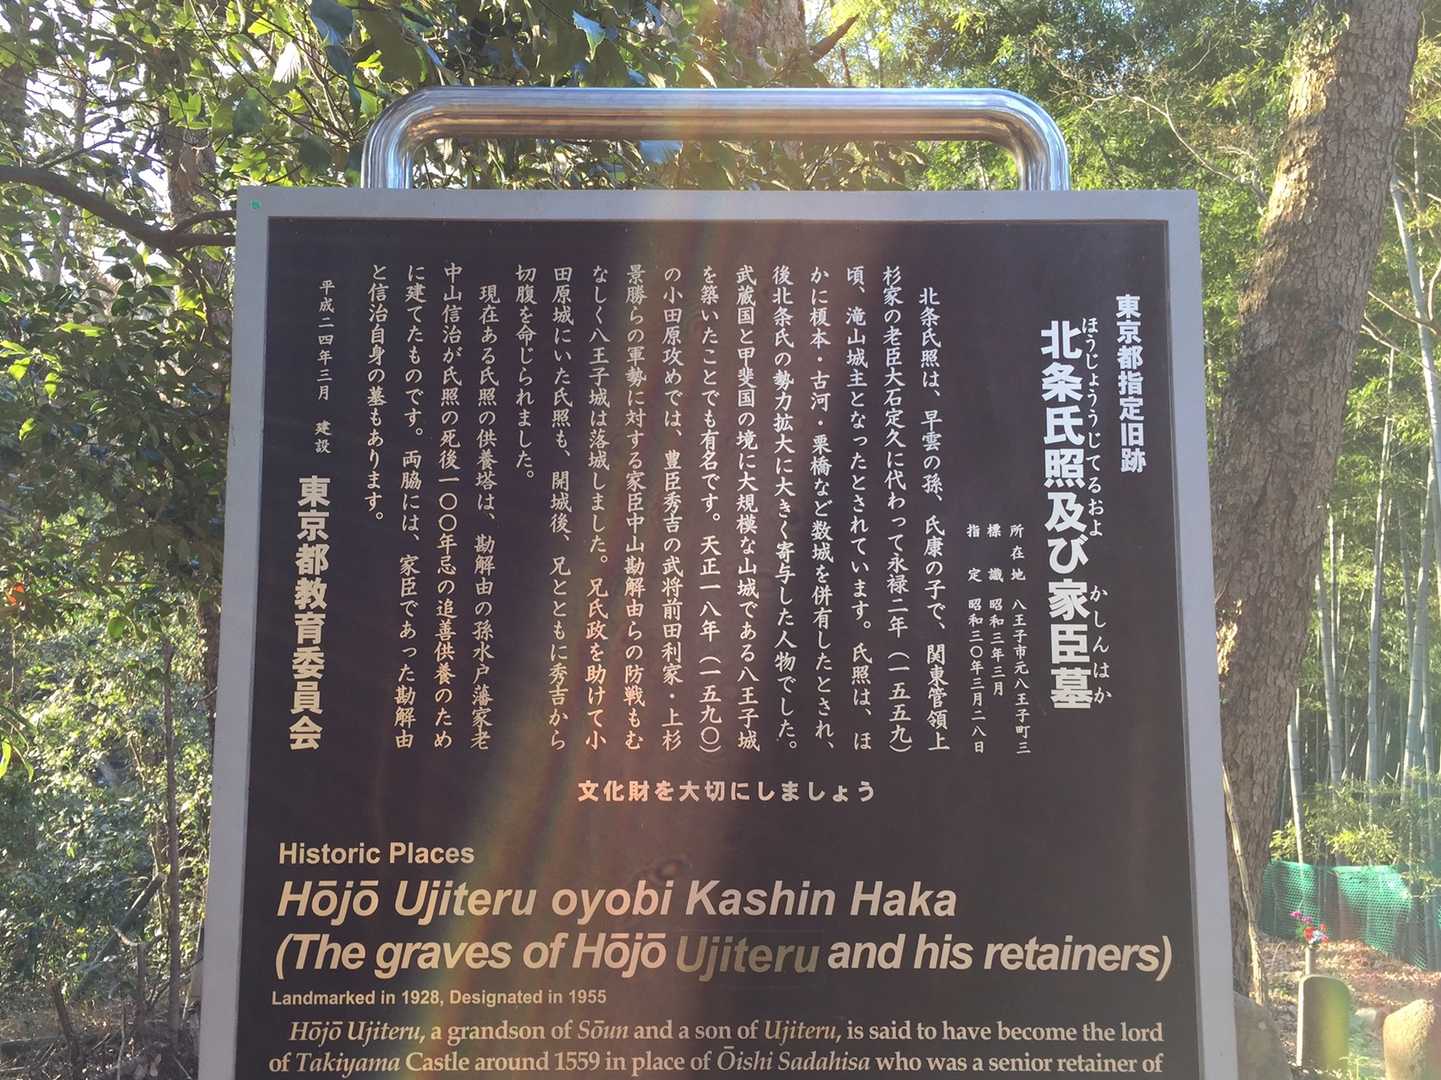 東京都指定旧跡
ほうじょううじてるおよ　かしんはか
北条氏照及び家臣墓
所在地　八王子市元八王子町三
標識　昭和三年三月
指定　昭和三〇年三月二八日
北条氏照は、早雲の孫、氏康の子で、関東管領上
杉家の老臣大石定久に代わって永禄二年（一五五九）
頃、滝山城主となったとされています。氏照は、ほ
かに榎本・古河・栗橋など数城を併有したとされ、
後北条氏の勢力拡大に大きく寄与した人物でした。
武蔵国と甲斐国の境に大規模な山城である八王子城
を築いたことでも有名です。天正一八年（一五九〇）
の小田原攻めでは、豊臣秀吉の武将前田利家・上杉
景勝らの軍勢に対する家臣中山勘解由らの防戦もむ
なしく八王子城は落城しました。兄氏政を助けて小
田原城にいた氏照も、開城後、兄とともに秀吉から
切腹を命じられました。
現在ある氏照の供養塔は、勘解由の孫水戸藩家老
中山信治が氏照の死後一〇〇年忌の追善供養のため
に建てたものです。両脇には、家臣であった勘解由
と信治自身の墓もあります。
平成二四年三月　建設
東京都教育委員会
文化財を大切にしましょう
Historic Places
Hōjō Ujiteru oyobi Kashin Haka
(The graves of Hōjō Ujiteru and his retainers)
Landmarked in 1928, Designated in 1955
Hōjō Ujiteru, a grandson of Sōun and a son of Ujiteru, is said to have become the lord
of Takiyama Castle around 1559 in place of Ōishi Sadahisa who was a senior retainer of